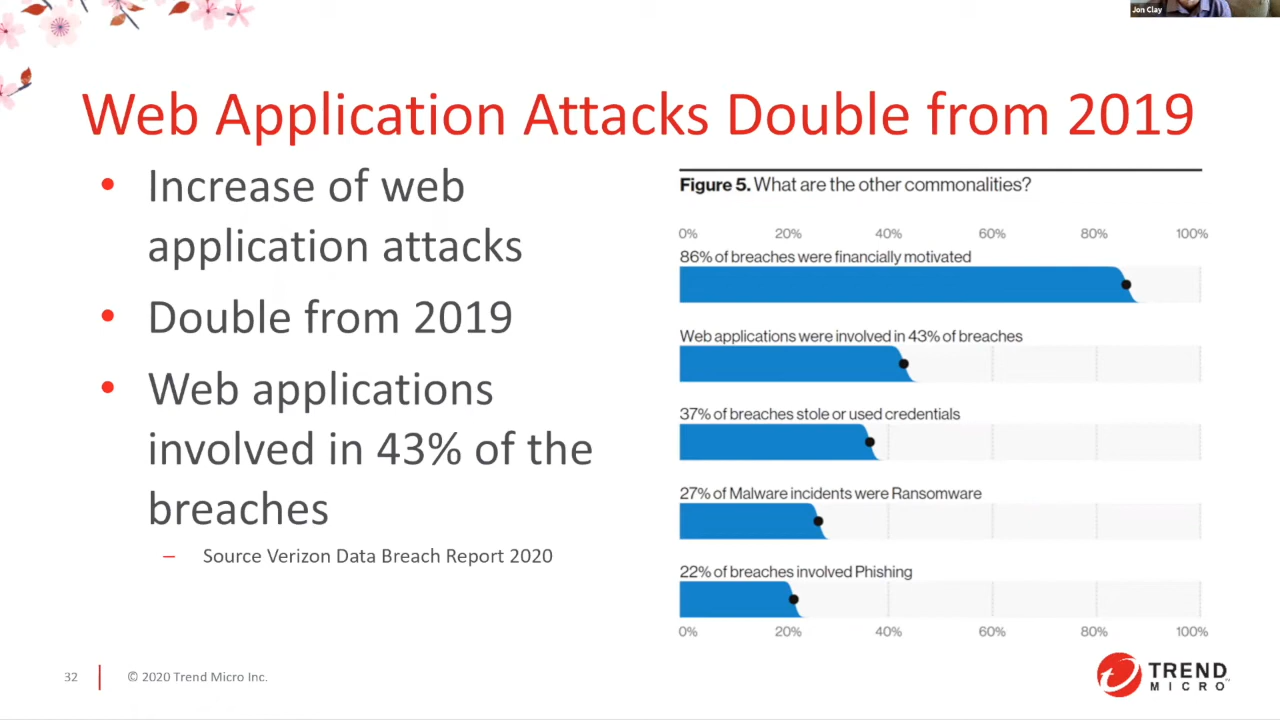 Jon Clay
Web Application Attacks Double from 2019
• Increase of web
application attacks
• Double from 2019
• Web applications
involved in 43% of the
breaches
– Source Verizon Data Breach Report 2020
Figure 5. What are the other commonalities?
0% 20% 40% 60% 80% 100%
86% of breaches were financially motivated
Web applications were involved in 43% of breaches
37% of breaches stole or used credentials
27% of Malware incidents were Ransomware
22% of breaches involved Phishing
0% 20% 40% 60% 80% 100%
32
© 2020 Trend Micro Inc.
TREND
MICRO